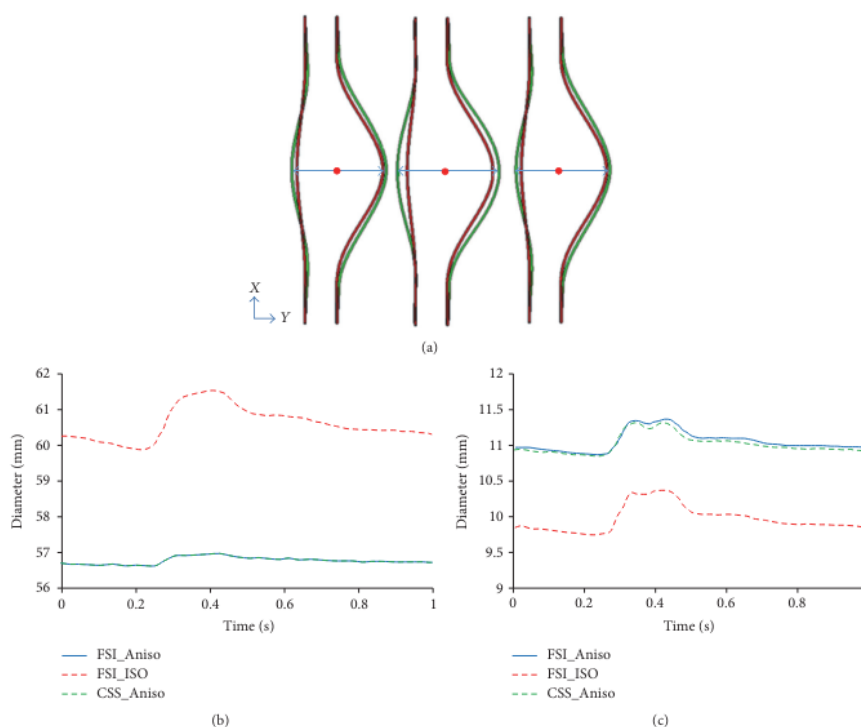 X
Y
(a)
62
61
60
59
58
57
56
Diameter (mm)
0
0.2
0.4
0.6
0.8
1
Time (s)
FSI_Aniso
FSI_ISO
CSS_Aniso
(b)
12
11.5
11
10.5
10
9.5
9
Diameter (mm)
0
0.2
0.4
0.6
0.8
Time (s)
FSI_Aniso
FSI_ISO
CSS_Aniso
(c)